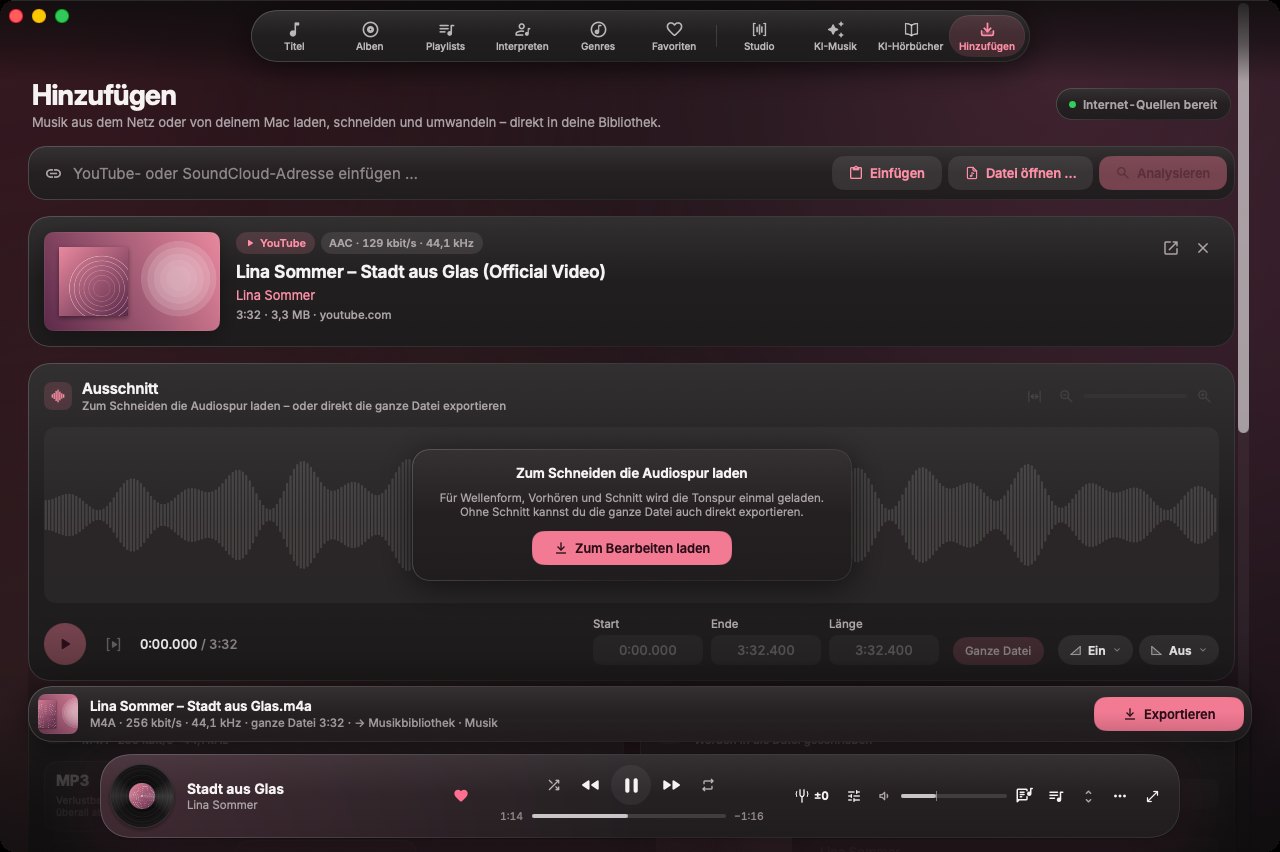 Titel
Alben
Playlists
Interpreten
Genres
Favoriten
Studio
KI-Musik
KI-Hörbücher
Hinzufügen
Hinzufügen
Musik aus dem Netz oder von deinem Mac laden, schneiden und umwandeln – direkt in deine Bibliothek.
Internet-Quellen bereit
YouTube- oder SoundCloud-Adresse einfügen ...
Einfügen
Datei öffnen ...
Analysieren
YouTube
AAC · 129 kbit/s · 44,1 kHz
Lina Sommer – Stadt aus Glas (Official Video)
Lina Sommer
3:32 · 3,3 MB · youtube.com
Ausschnitt
Zum Schneiden die Audiospur laden – oder direkt die ganze Datei exportieren
Zum Schneiden die Audiospur laden
Für Wellenform, Vorhören und Schnitt wird die Tonspur einmal geladen.
Ohne Schnitt kannst du die ganze Datei auch direkt exportieren.
Zum Bearbeiten laden
Start
Ende
Länge
0:00.000 / 3:32
0:00.000
3:32.400
3:32.400
Ganze Datei
Ein
Aus
Lina Sommer – Stadt aus Glas.m4a
M4A · 256 kbit/s · 44,1 kHz · ganze Datei 3:32 · → Musikbibliothek · Musik
Exportieren
MP3
Stadt aus Glas
Lina Sommer
1:14
−1:16
±0